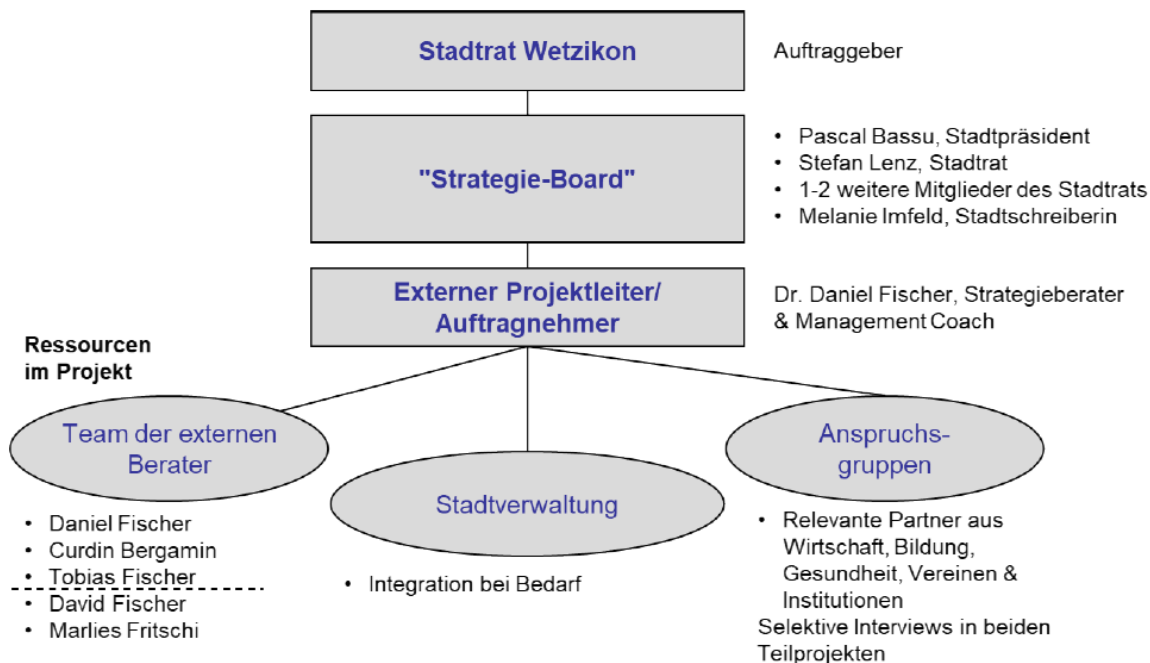 Stadtrat Wetzikon
Auftraggeber
"Strategie-Board"
• Pascal Bassu, Stadtpräsident
• Stefan Lenz, Stadtrat
• 1-2 weitere Mitglieder des Stadtrats
• Melanie Imfeld, Stadtschreiberin
Externer Projektleiter/
Auftragnehmer
Dr. Daniel Fischer, Strategieberater
& Management Coach
Ressourcen
im Projekt
Team der externen
Berater
• Daniel Fischer
• Curdin Bergamin
• Tobias Fischer
• David Fischer
• Marlies Fritschi
Stadtverwaltung
• Integration bei Bedarf
Anspruchs-
gruppen
• Relevante Partner aus
Wirtschaft, Bildung,
Gesundheit, Vereinen &
Institutionen
Selektive Interviews in beiden
Teilprojekten